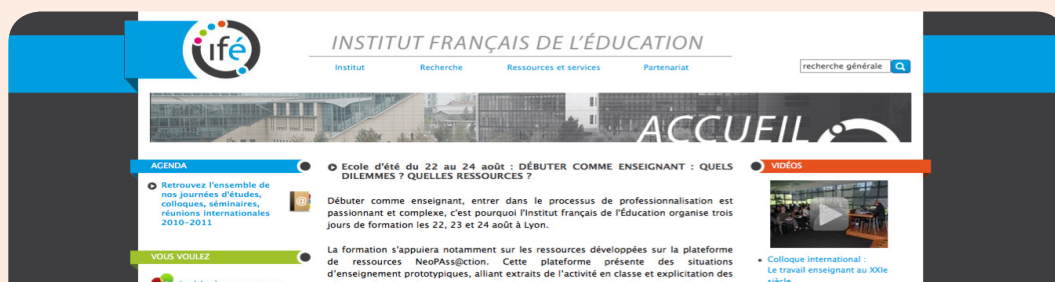 ifé
INSTITUT FRANÇAIS DE L'ÉDUCATION
Institut Recherche Ressources et services Partenariat
recherche générale
ACCUEIL
AGENDA
Retrouvez l'ensemble de
nos journées d'études,
colloques, séminaires,
réunions internationales
2010-2011
@
VOUS VOULEZ
Ecole d'été du 22 au 24 août : DÉBUTER COMME ENSEIGNANT : QUELS
DILEMMES ? QUELLES RESSOURCES ?
Débuter comme enseignant, entrer dans le processus de professionnalisation est
passionnant et complexe, c'est pourquoi l'Institut français de l'Éducation organise trois
jours de formation les 22, 23 et 24 août à Lyon.
La formation s'appuiera notamment sur les ressources développées sur la plateforme
de ressources NeoPAss@ction. Cette plateforme présente des situations
d'enseignement prototypiques, alliant extraits de l'activité en classe et explicitation des
VIDÉOS
Colloque international :
Le travail enseignant au XXIe
siècle